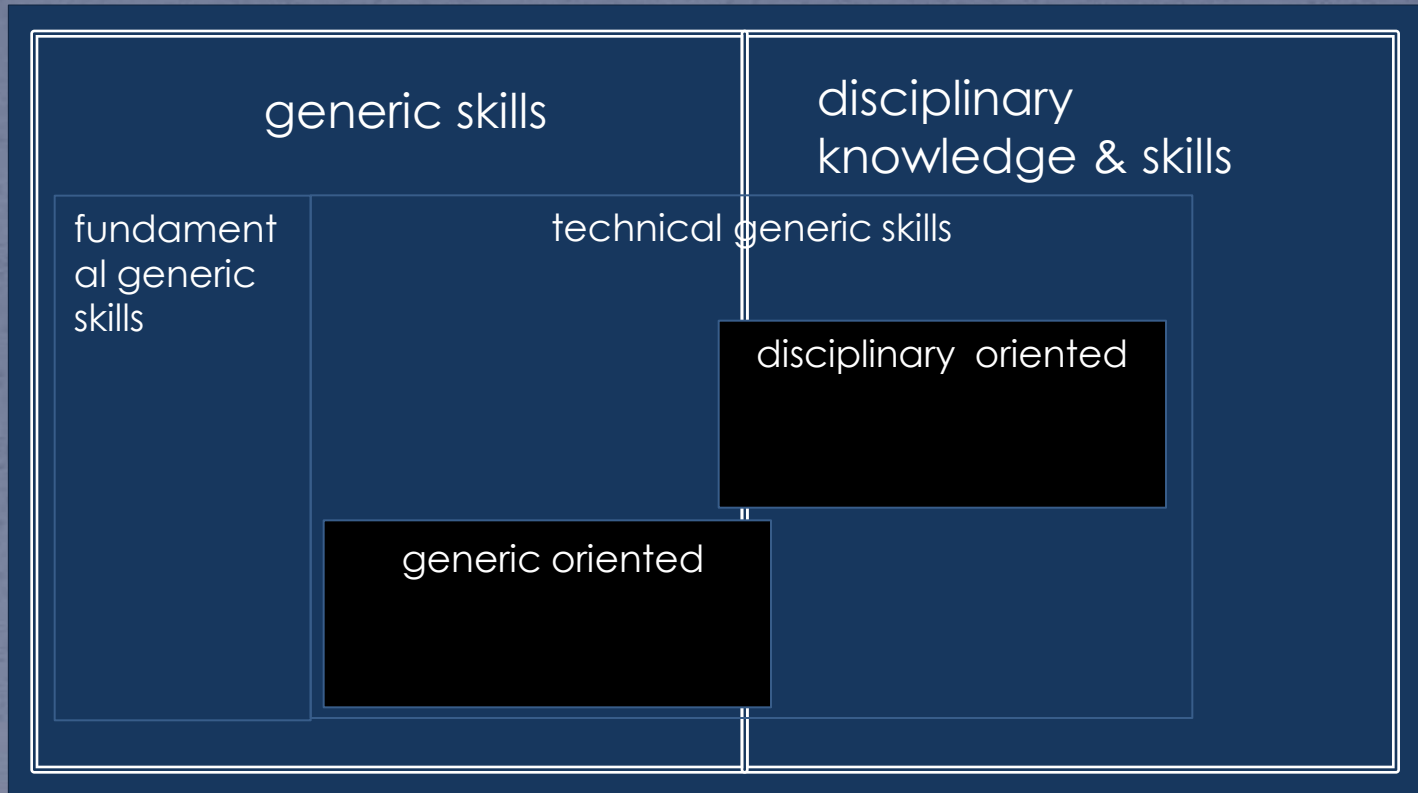 generic skills
disciplinary
knowledge & skills
fundament
al generic
skills
technical generic skills
disciplinary oriented
generic oriented